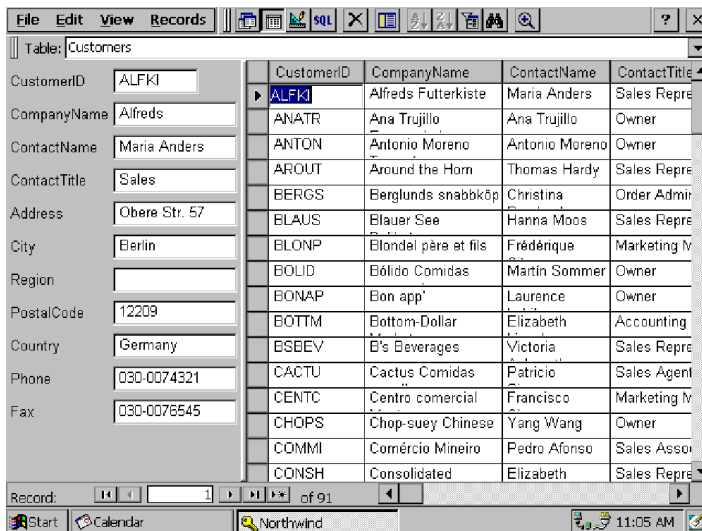 File Edit View Records SQL ?
Table: Customers
CustomerID ALFKI
CompanyName Alfreds
ContactName Maria Anders
ContactTitle Sales
Address Obere Str. 57
City Berlin
Region
PostalCode 12209
Country Germany
Phone 030-0074321
Fax 030-0076545
CustomerID CompanyName ContactName ContactTitle
ALFKI Alfreds Futterkiste Maria Anders Sales Repre
ANATR Ana Trujillo Ana Trujillo Owner
ANTON Antonio Moreno Antonio Moreno Owner
AROUT Around the Horn Thomas Hardy Sales Repre
BERGS Berglunds snabbköp Christina Order Admin
BLAUS Blauer See Hanna Moos Sales Repre
BLONP Blondel père et fils Frédérique Marketing M
BOLID Bólido Comidas Martín Sommer Owner
BONAP Bon app' Laurence Owner
BOTTM Bottom-Dollar Elizabeth Accounting
BSBEV B's Beverages Victoria Sales Repre
CACTU Cactus Comidas Patricio Sales Agent
CENTC Centro comercial Francisco Marketing M
CHOPS Chop-suey Chinese Yang Wang Owner
COMMI Comércio Mineiro Pedro Afonso Sales Asso
CONSH Consolidated Elizabeth Sales Repre
Record: 1 of 91
Start Calendar Northwind 11:05 AM